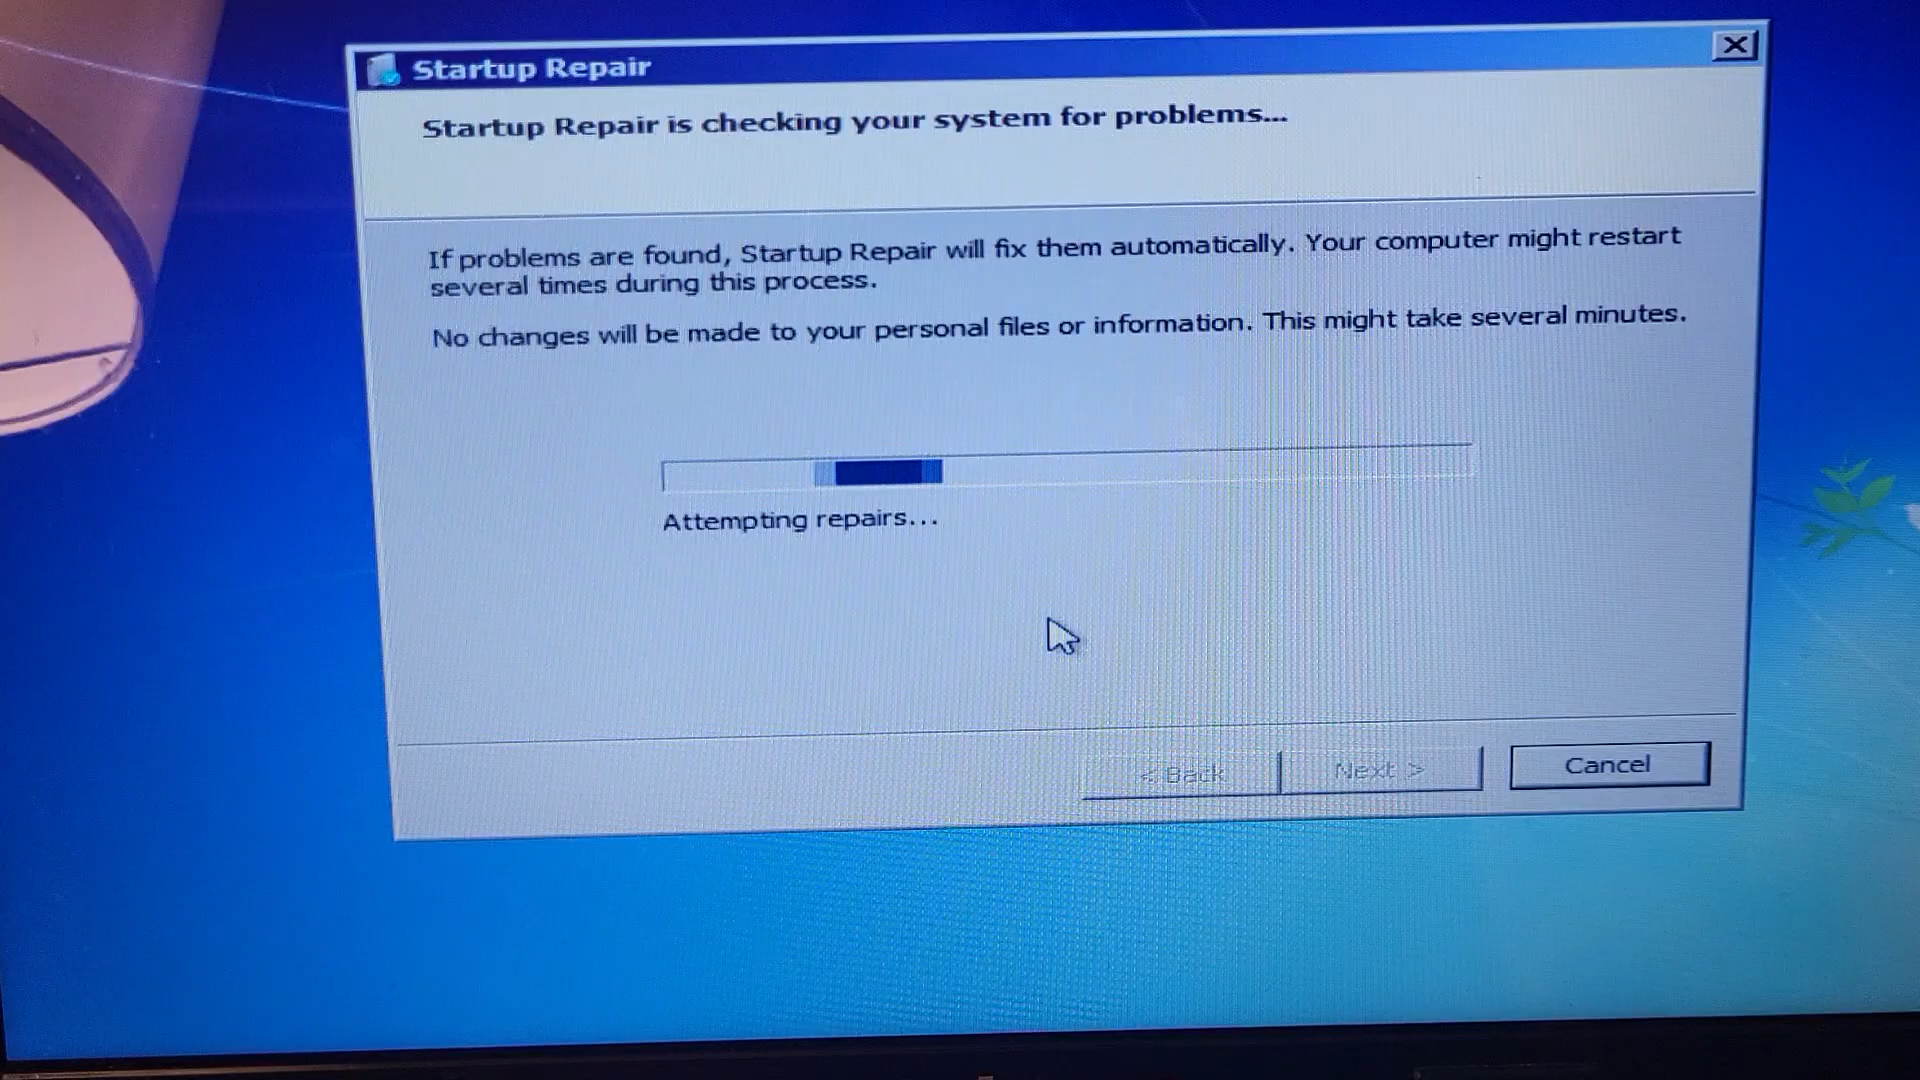 Startup Repair
Startup Repair is checking your system for problems...
If problems are found, Startup Repair will fix them automatically. Your computer might restart
several times during this process.
No changes will be made to your personal files or information. This might take several minutes.
Attempting repairs...
< Back
Next >
Cancel